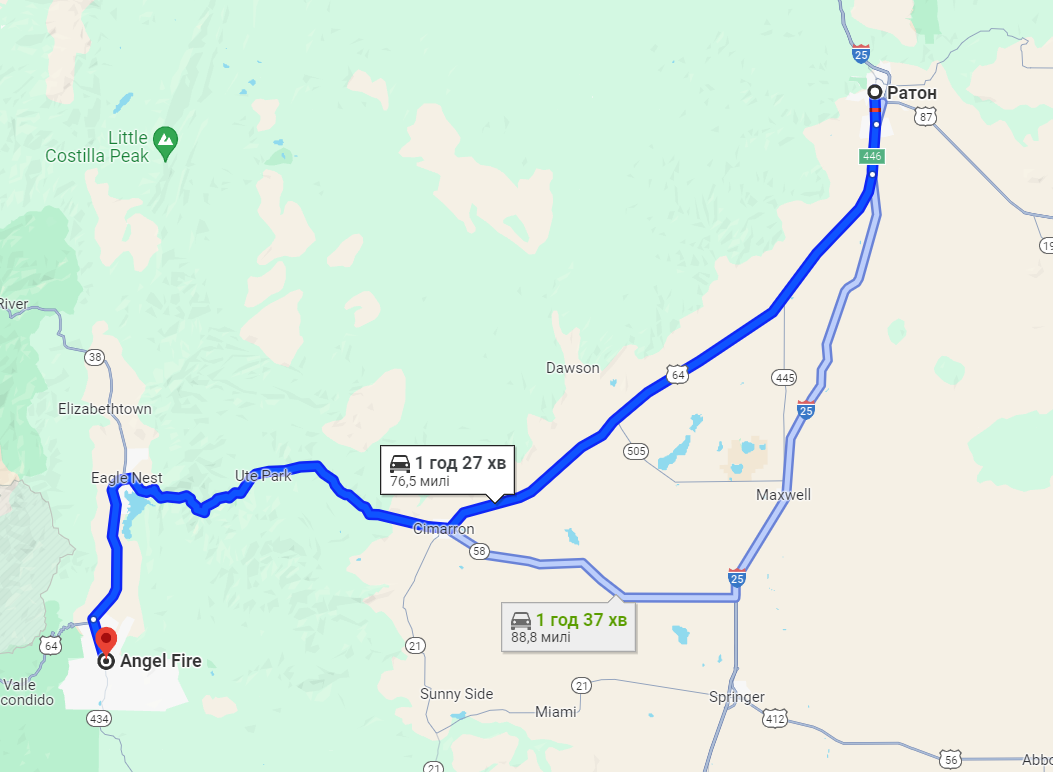 25
Ратон
87
Little
Costilla Peak
446
19
River
38
Dawson
64
445
Elizabethtown
25
505
1 год 27 хв
76,5 милі
Eagle Nest
Ute Park
Maxwell
Cimarron
58
25
1 год 37 хв
88,8 милі
64
21
Angel Fire
Valle
condido
21
Sunny Side
Springer
Miami
434
412
56
Abbo
21